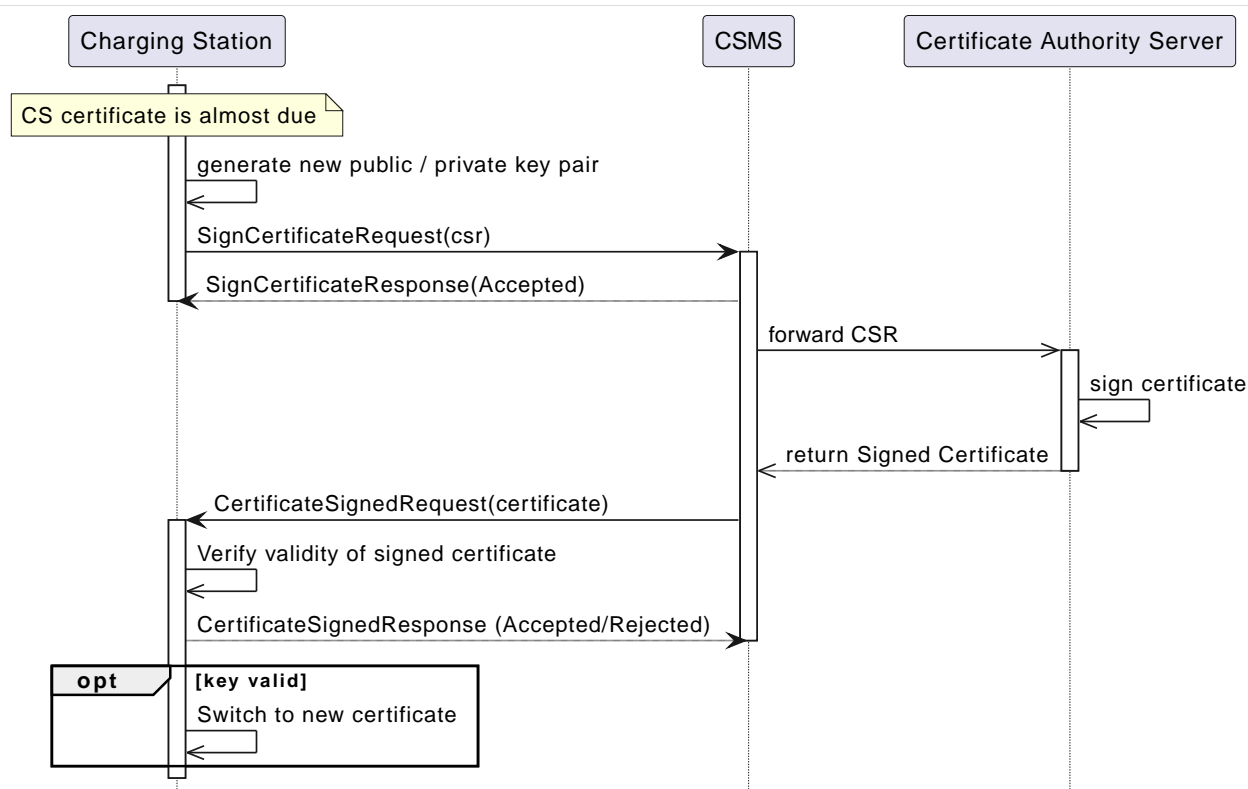 Charging Station
CSMS
Certificate Authority Server
CS certificate is almost due
generate new public / private key pair
SignCertificateRequest(csr)
SignCertificateResponse(Accepted)
forward CSR
sign certificate
return Signed Certificate
CertificateSignedRequest(certificate)
Verify validity of signed certificate
CertificateSignedResponse (Accepted/Rejected)
opt
[key valid]
Switch to new certificate